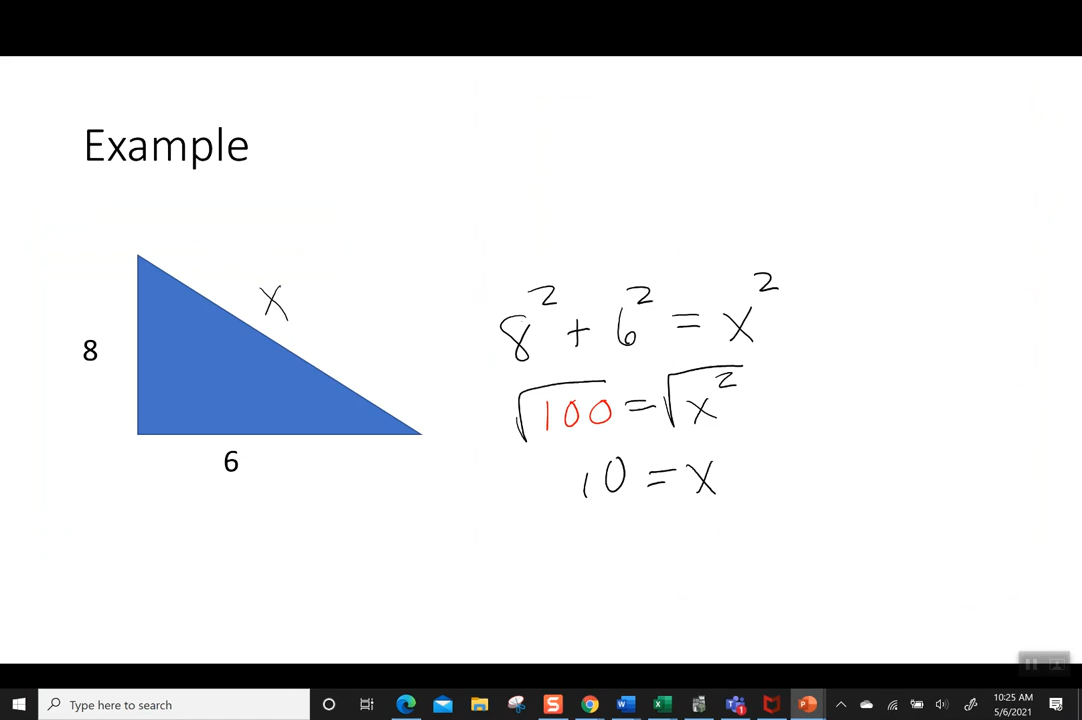 Example
x
8
6
8² + 6² = x²
√100 = √x²
10 = x
Type here to search
10:25 AM
5/6/2021